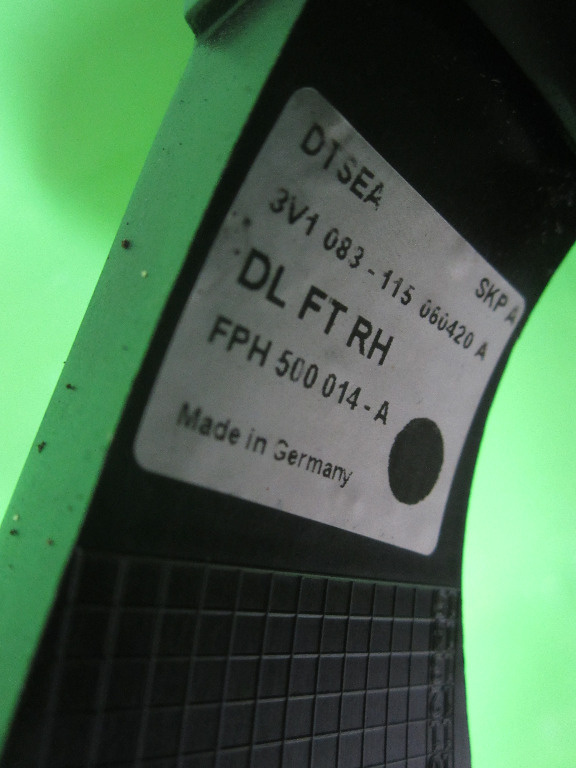 DTSEA
SKP A
3V1 083 - 115 060420 A
DL FT RH
FPH 500 014 - A
Made in Germany